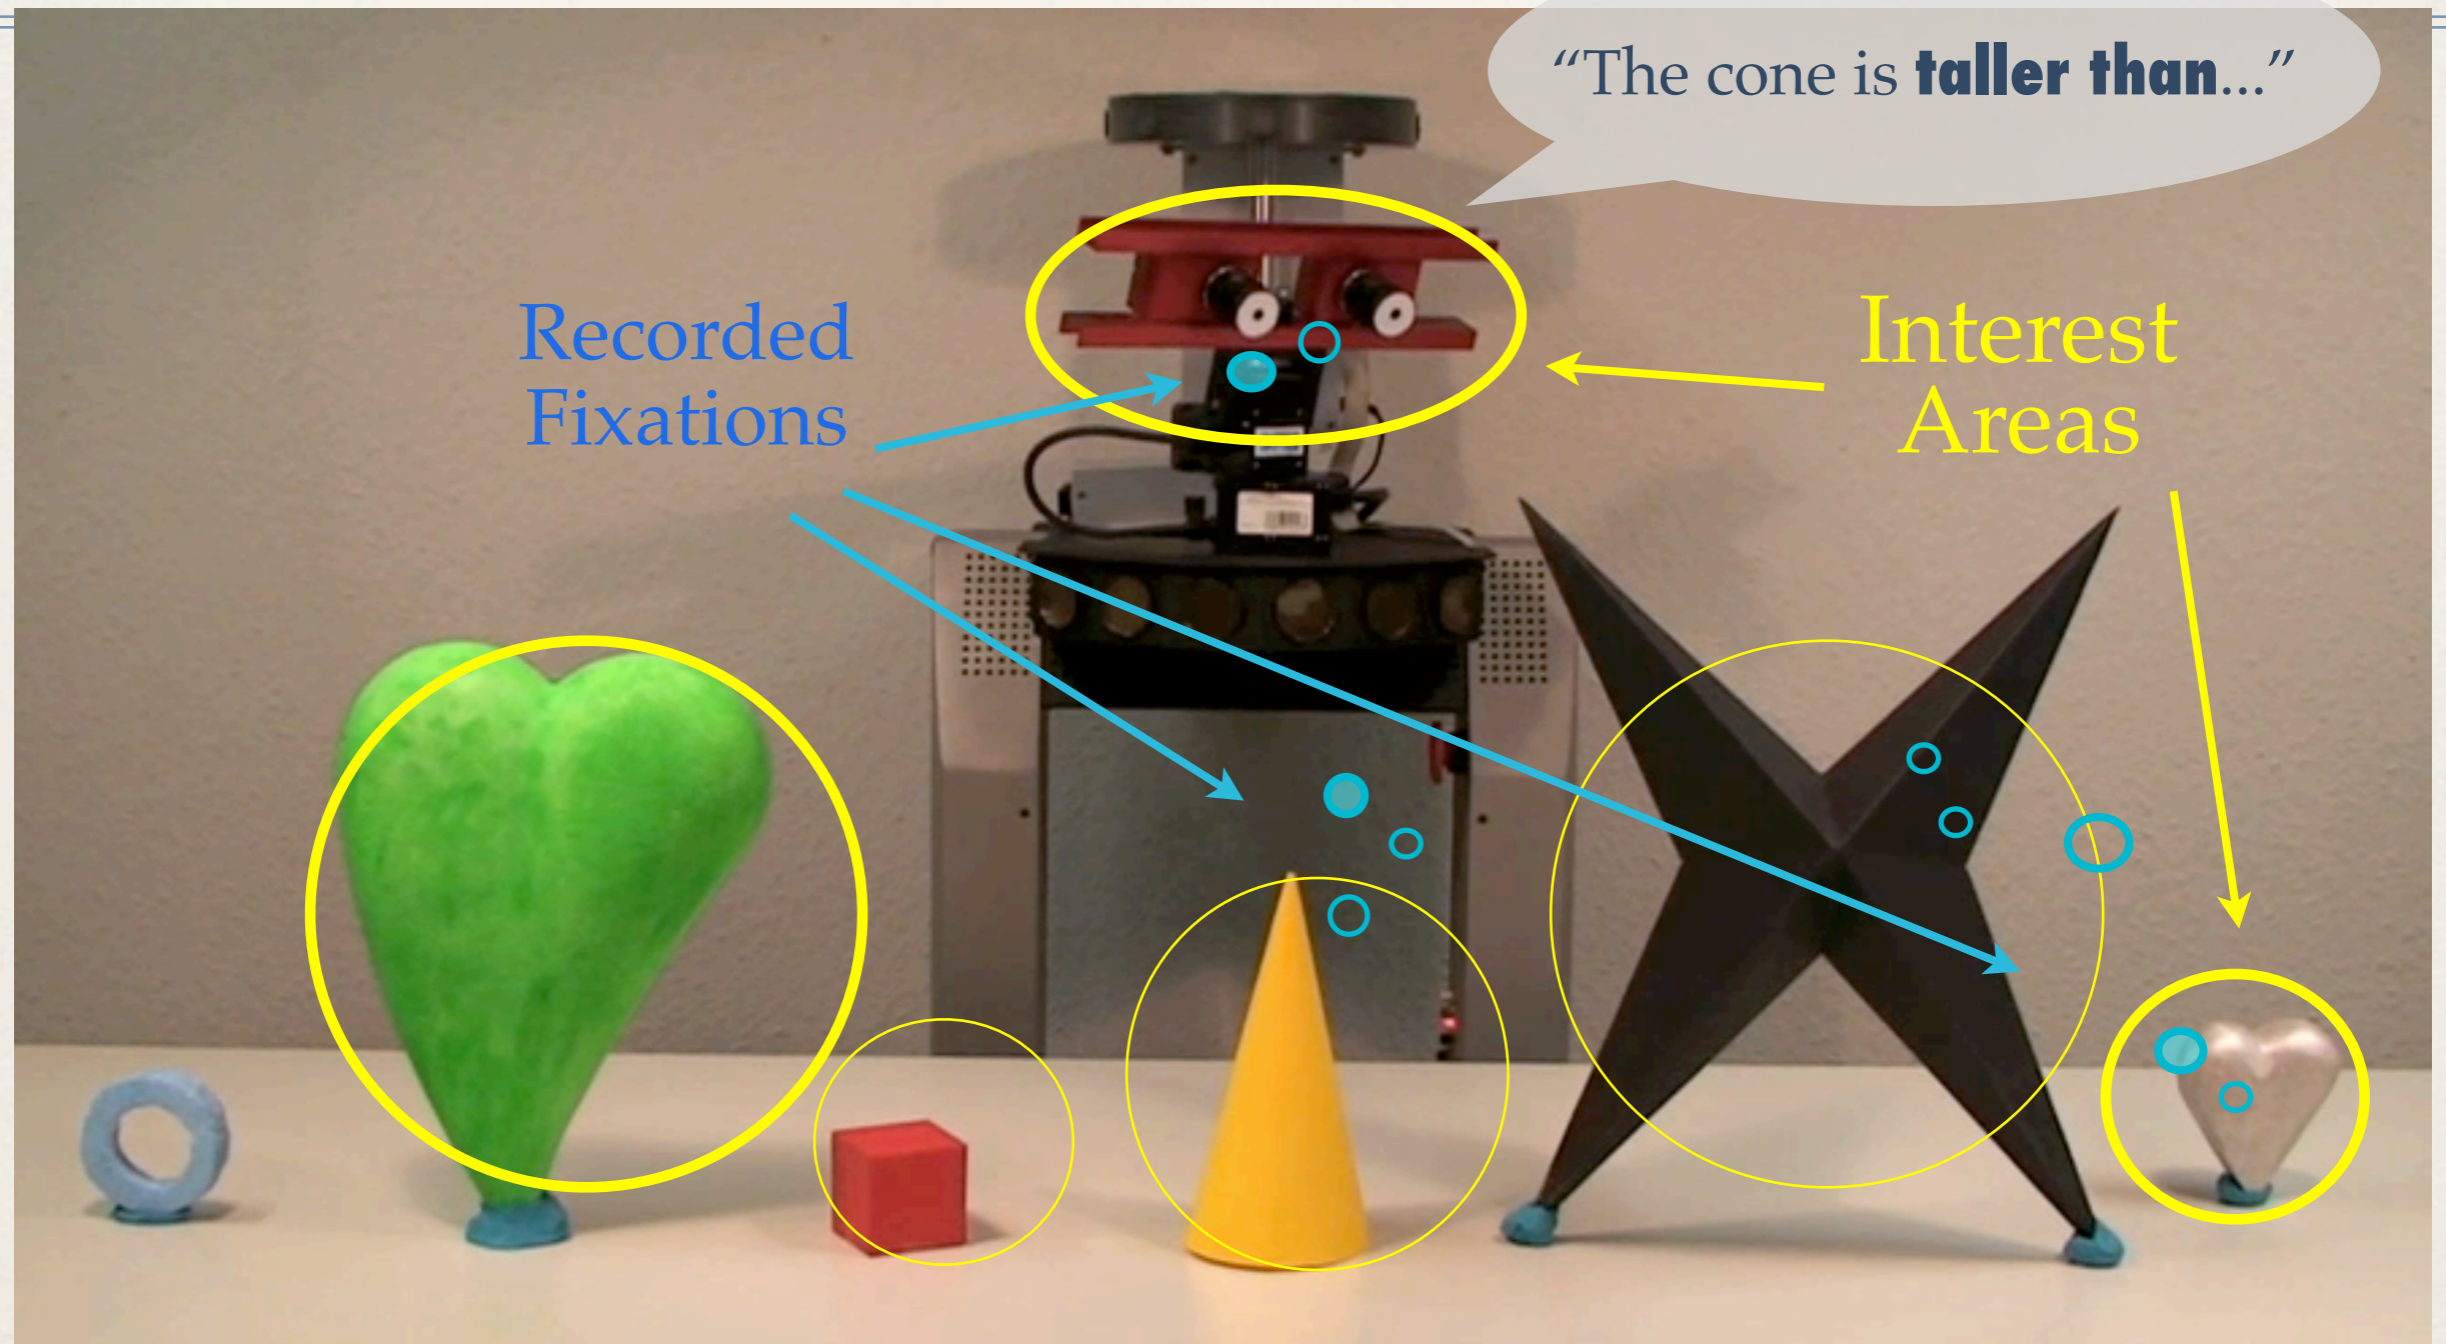 “The cone is taller than...”
Recorded
Fixations
Interest
Areas